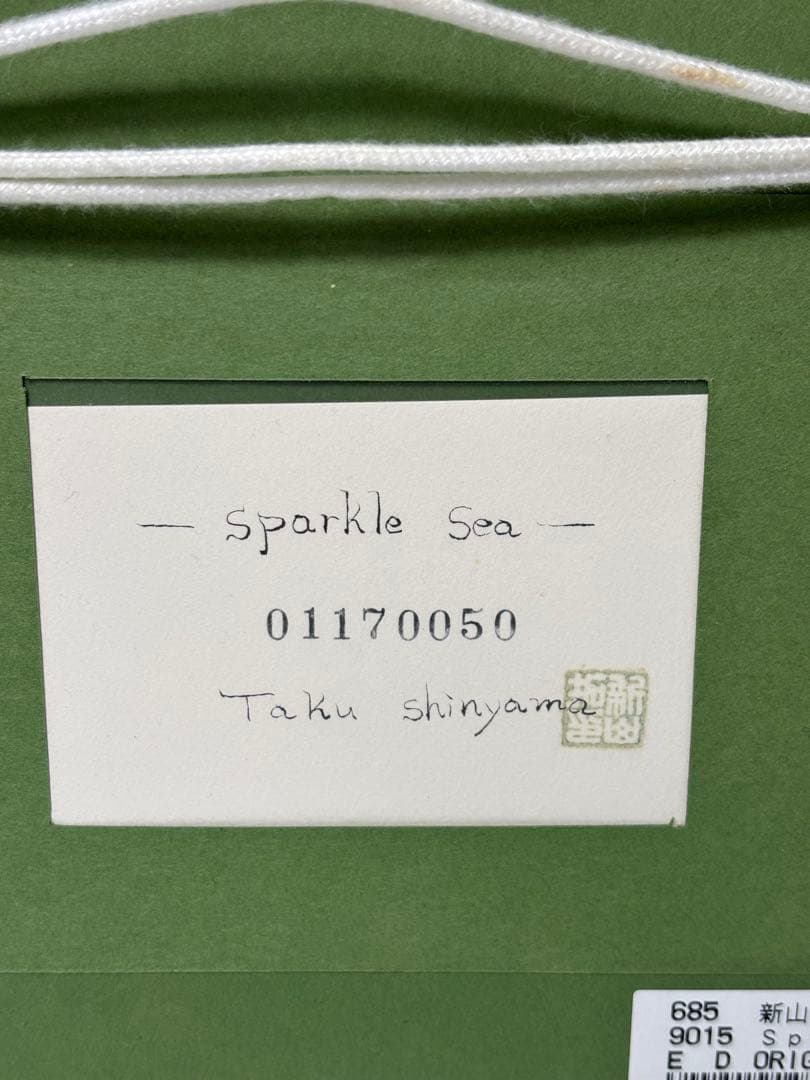 — Sparkle Sea —
01170050
Taku shinyama
685 新山
9015 Sp
E D ORIG